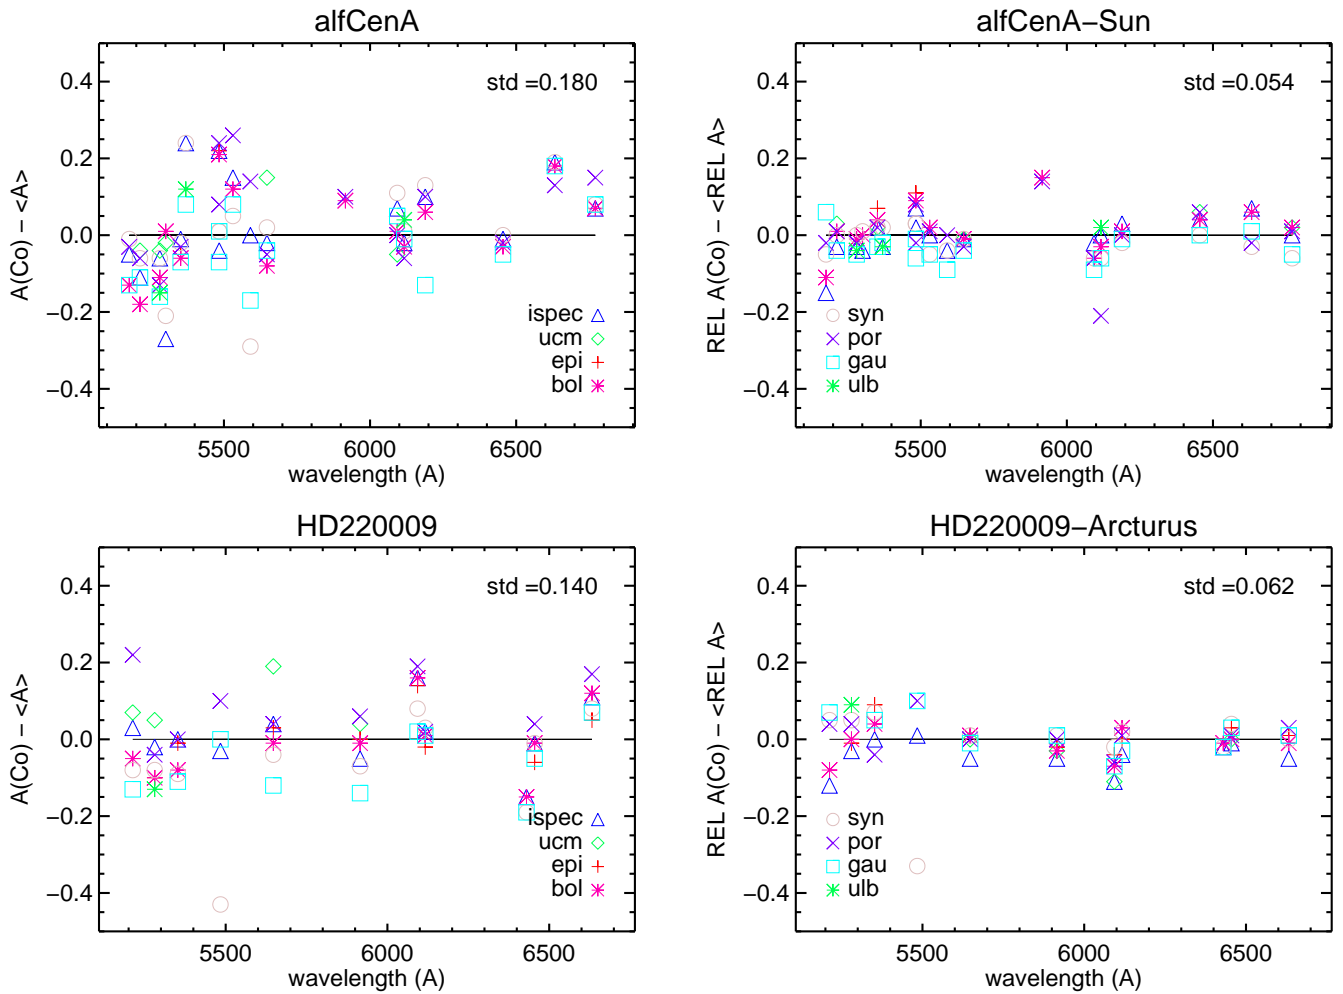 alfCenA
std =0.180
0.4
0.2
0.0
−0.2
−0.4
A(Co) − <A>
ispec
ucm
epi
bol
5500 6000 6500
wavelength (A)
alfCenA−Sun
std =0.054
0.4
0.2
0.0
−0.2
−0.4
REL A(Co) − <REL A>
syn
por
gau
ulb
5500 6000 6500
wavelength (A)
HD220009
std =0.140
0.4
0.2
0.0
−0.2
−0.4
A(Co) − <A>
ispec
ucm
epi
bol
5500 6000 6500
wavelength (A)
HD220009−Arcturus
std =0.062
0.4
0.2
0.0
−0.2
−0.4
REL A(Co) − <REL A>
syn
por
gau
ulb
5500 6000 6500
wavelength (A)